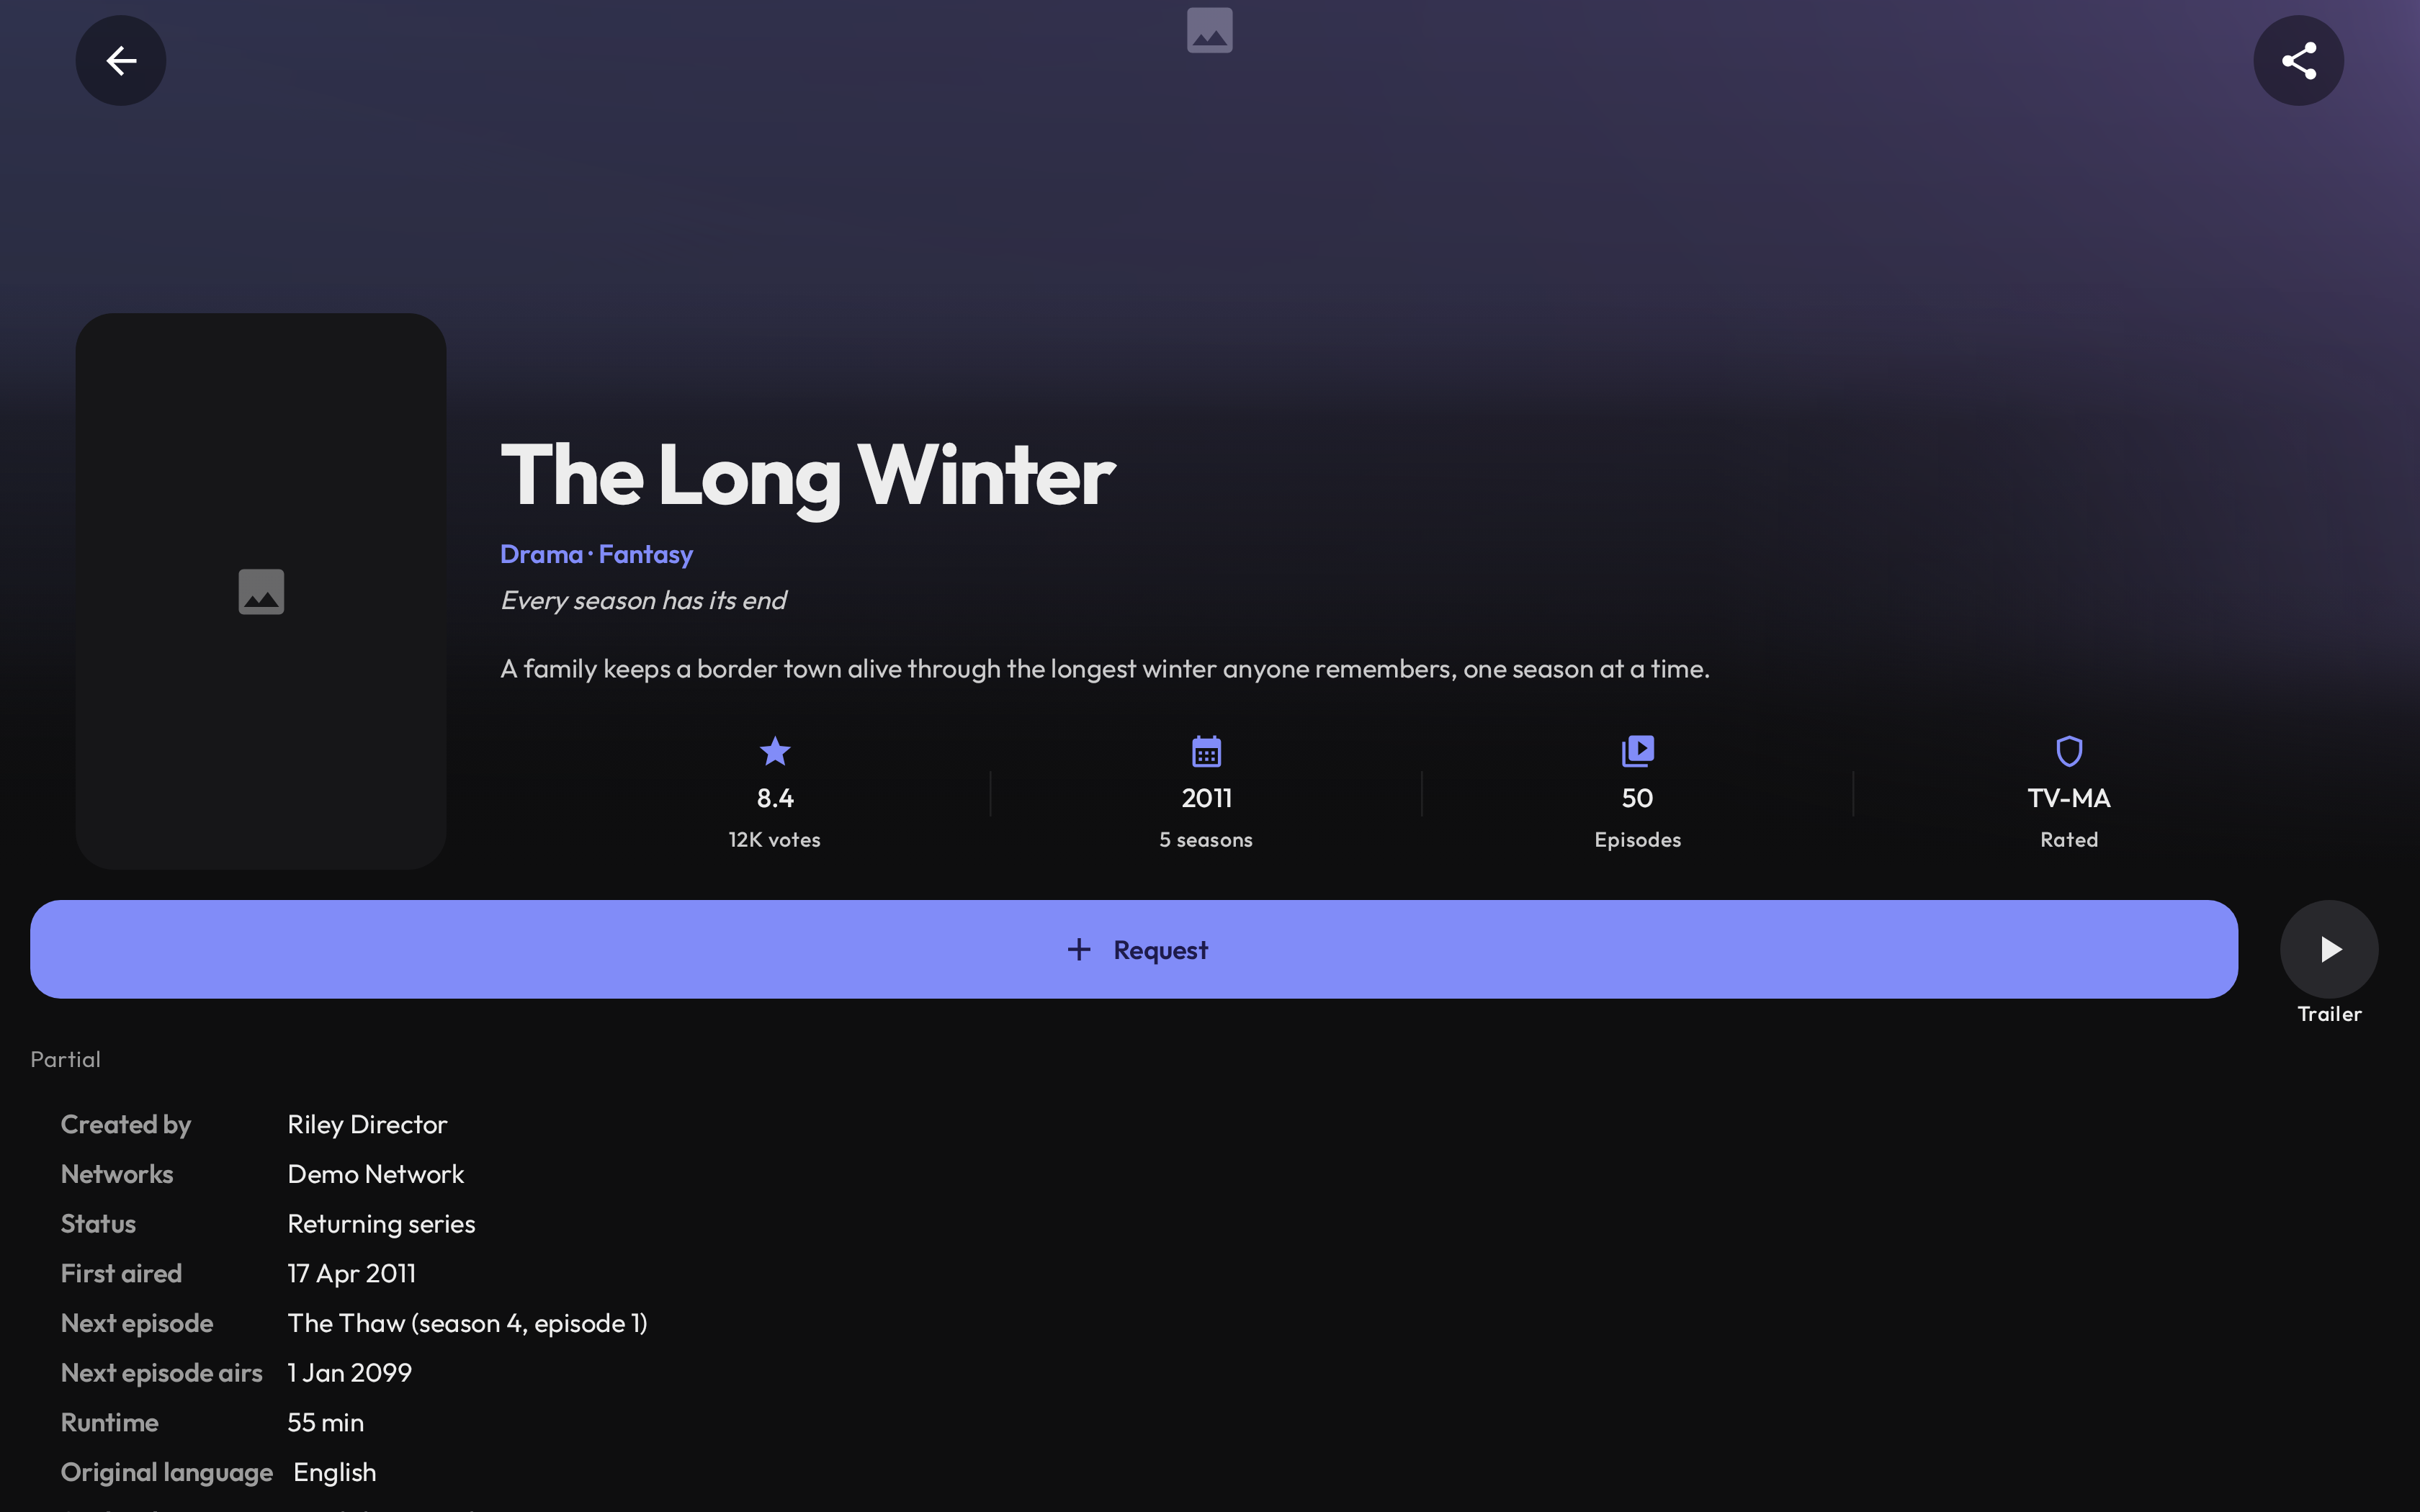 The Long Winter
Drama · Fantasy
Every season has its end
A family keeps a border town alive through the longest winter anyone remembers, one season at a time.
8.4
12K votes
2011
5 seasons
50
Episodes
TV-MA
Rated
Request
Trailer
Partial
Created by Riley Director
Networks Demo Network
Status Returning series
First aired 17 Apr 2011
Next episode The Thaw (season 4, episode 1)
Next episode airs 1 Jan 2099
Runtime 55 min
Original language English